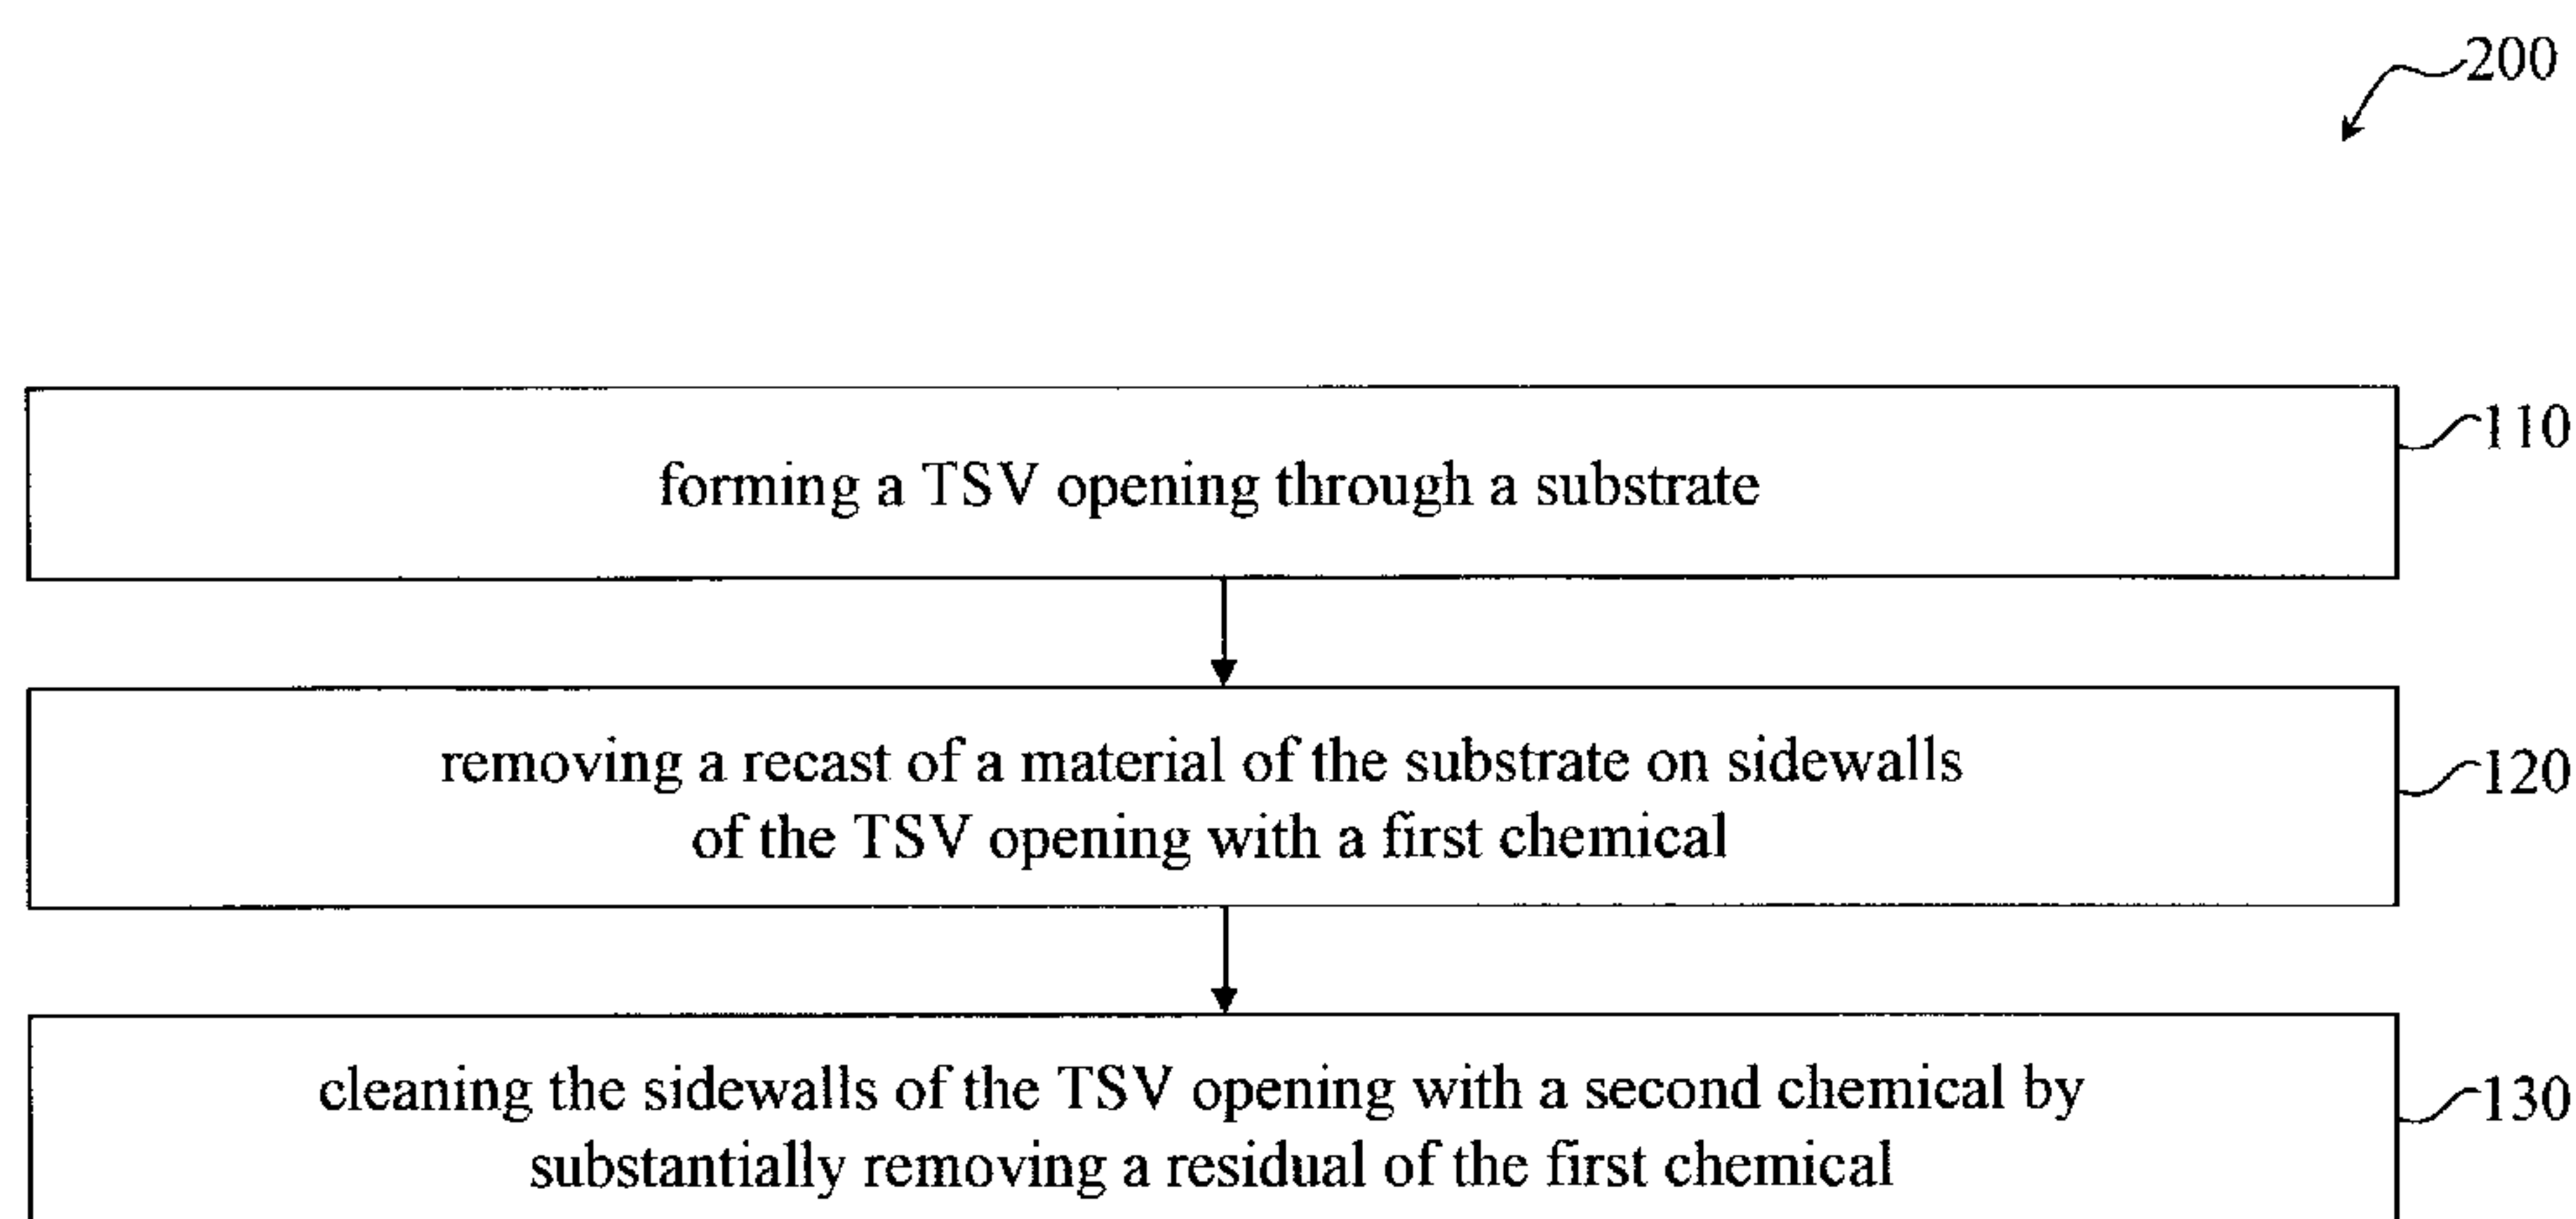 200
forming a TSV opening through a substrate
110
removing a recast of a material of the substrate on sidewalls
of the TSV opening with a first chemical
120
cleaning the sidewalls of the TSV opening with a second chemical by
substantially removing a residual of the first chemical
130